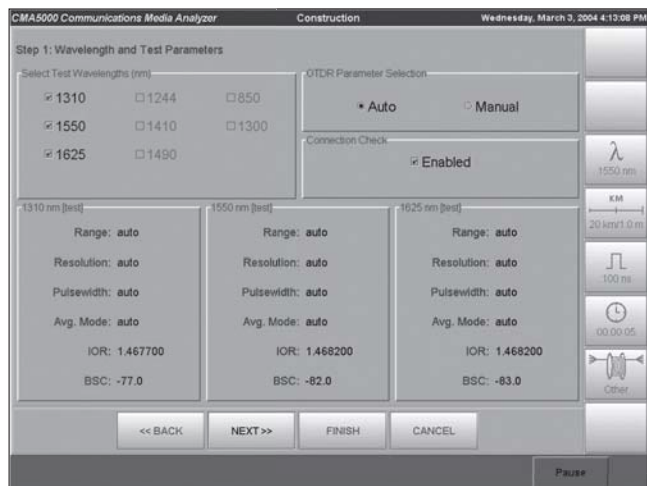 CMA5000 Communications Media Analyzer Construction Wednesday, March 3, 2004 4:13:08 PM
Step 1: Wavelength and Test Parameters
Select Test Wavelengths (nm)
1310 1244 850
1550 1410 1300
1625 1490
OTDR Parameter Selection
Auto Manual
Connection Check
Enabled
1310 nm [test]
Range: auto
Resolution: auto
Pulsewidth: auto
Avg. Mode: auto
IOR: 1.467700
BSC: -77.0
1550 nm [test]
Range: auto
Resolution: auto
Pulsewidth: auto
Avg. Mode: auto
IOR: 1.468200
BSC: -82.0
1625 nm [test]
Range: auto
Resolution: auto
Pulsewidth: auto
Avg. Mode: auto
IOR: 1.468200
BSC: -83.0
λ
1550 nm
KM
20 km/1.0 m
100 ns
00:00:05
Other
<< BACK NEXT >> FINISH CANCEL
Pause